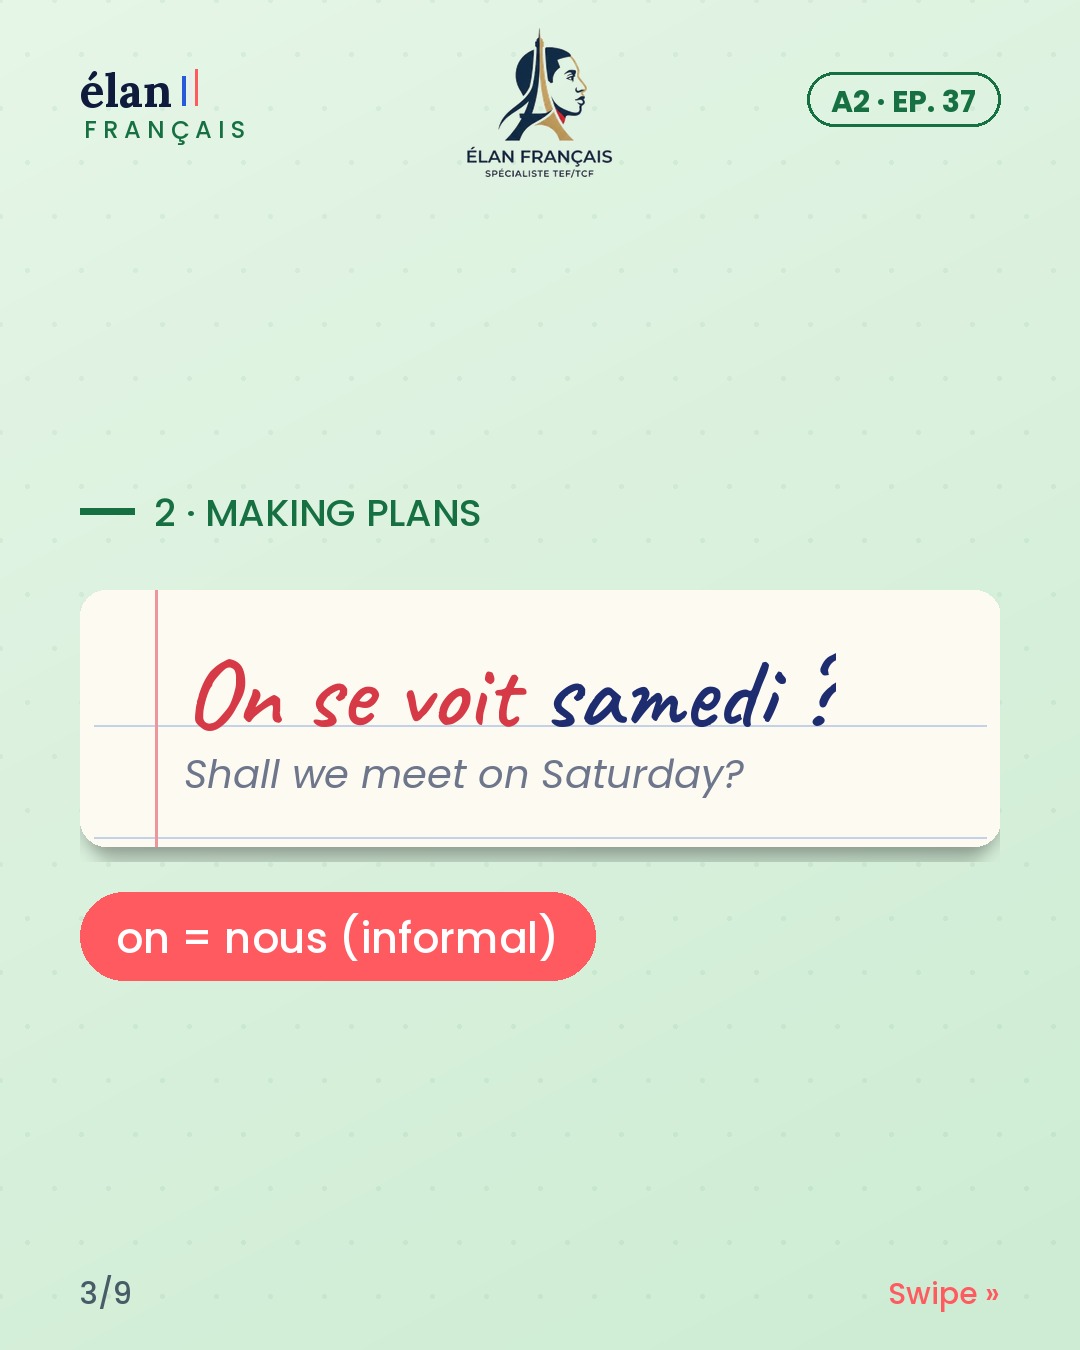 élan
FRANÇAIS
ÉLAN FRANÇAIS
SPÉCIALISTE TEF/TCF
A2 · EP. 37
2 · MAKING PLANS
On se voit samedi ?
Shall we meet on Saturday?
on = nous (informal)
3/9
Swipe »